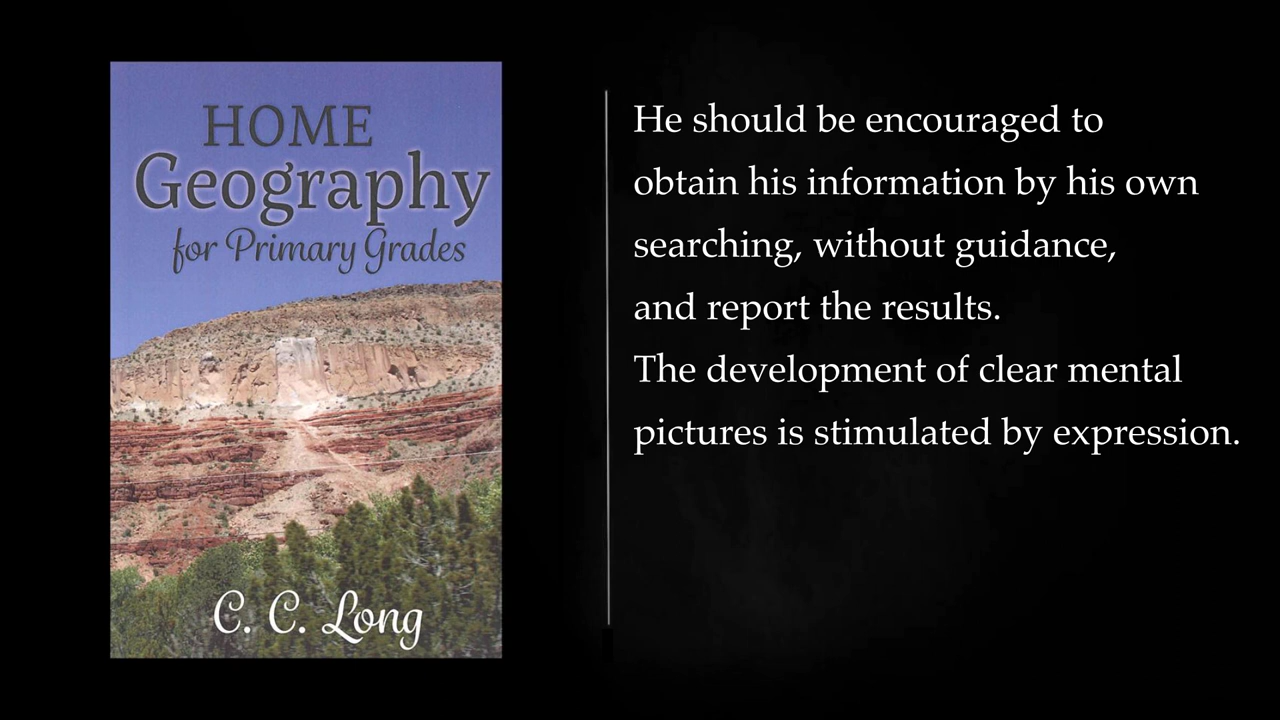 HOME
Geography
for Primary Grades
C. C. Long
He should be encouraged to
obtain his information by his own
searching, without guidance,
and report the results.
The development of clear mental
pictures is stimulated by expression.